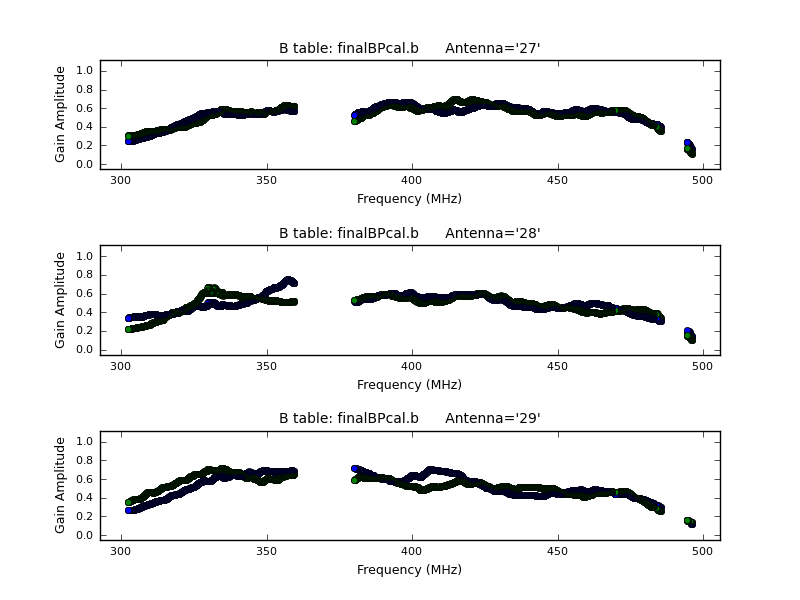 B table: finalBPcal.b Antenna='27'
1.0
0.8
0.6
0.4
0.2
0.0
Gain Amplitude
300 350 400 450 500
Frequency (MHz)
B table: finalBPcal.b Antenna='28'
1.0
0.8
0.6
0.4
0.2
0.0
Gain Amplitude
300 350 400 450 500
Frequency (MHz)
B table: finalBPcal.b Antenna='29'
1.0
0.8
0.6
0.4
0.2
0.0
Gain Amplitude
300 350 400 450 500
Frequency (MHz)